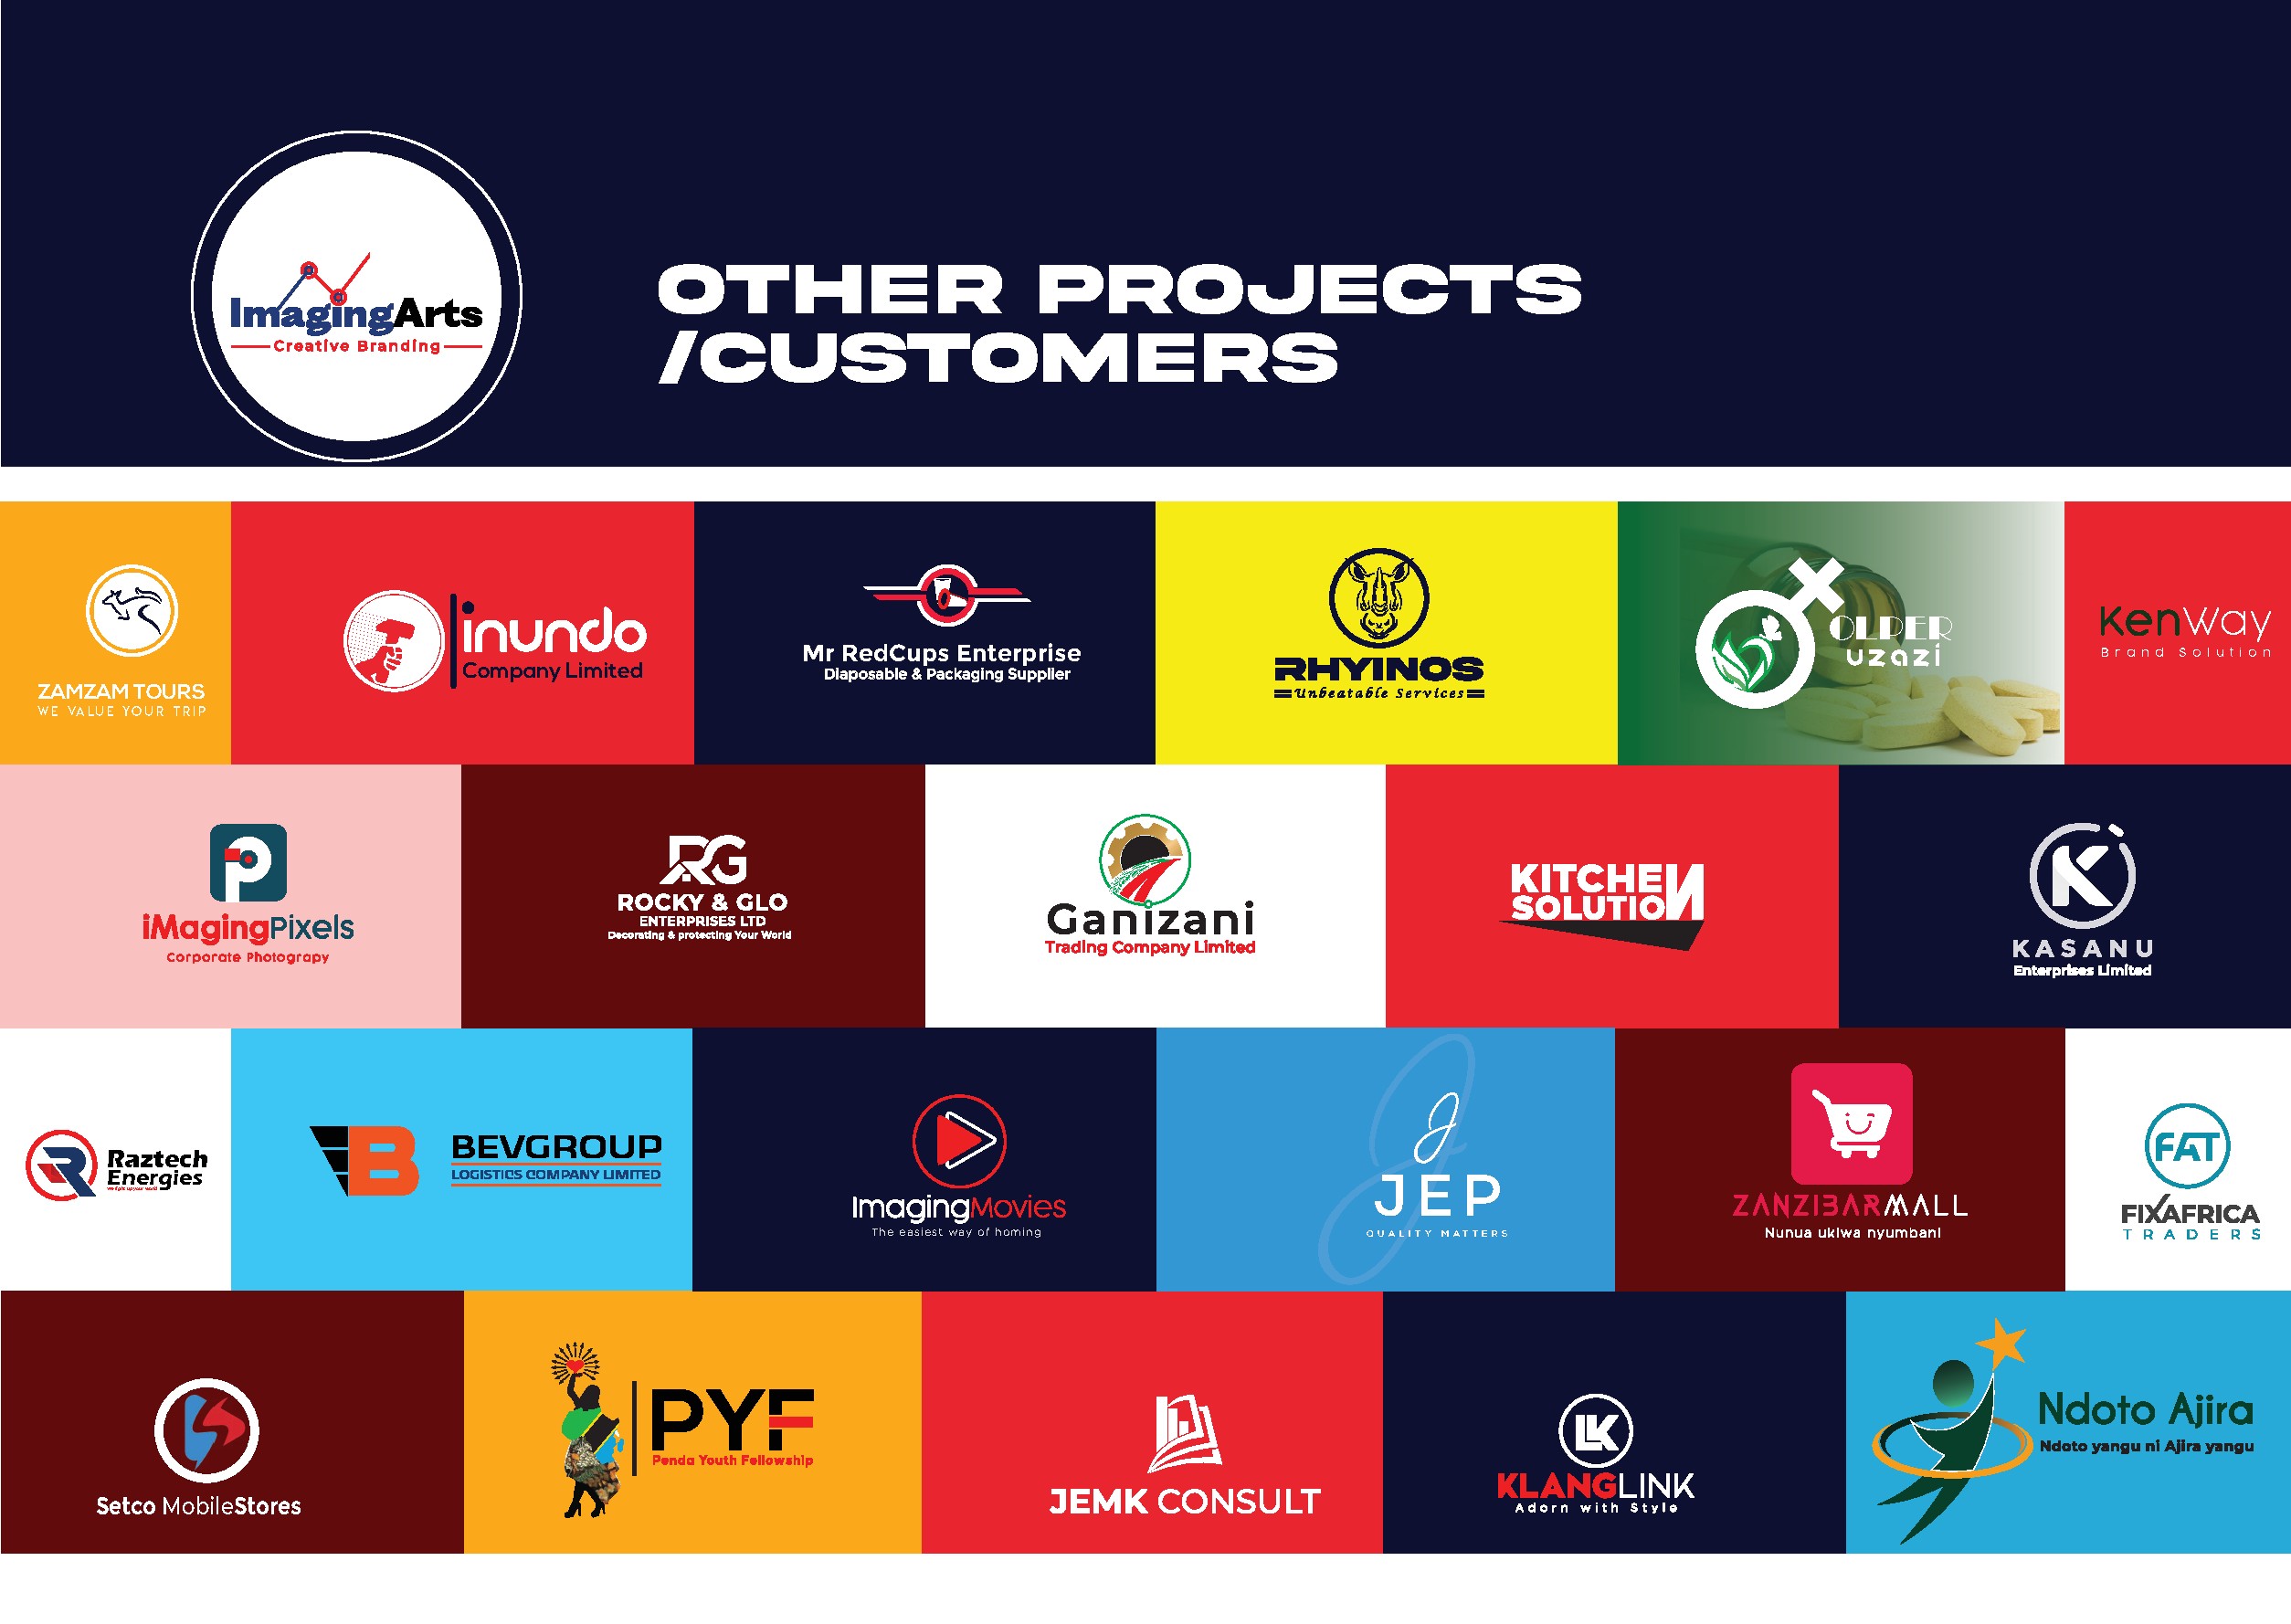 ImagingArts
Creative Branding
OTHER PROJECTS
/CUSTOMERS
ZAMZAM TOURS
WE VALUE YOUR TRIP
inundo
Company Limited
Mr RedCups Enterprise
Diaposable & Packaging Supplier
RHYINOS
Unbeatable Services
OLPER
uzazi
KenWay
Brand Solution
iMagingPixels
Corporate Photograpy
RG
ROCKY & GLO
ENTERPRISES LTD
Decorating & protecting Your World
Ganizani
Trading Company Limited
KITCHEN
SOLUTION
K
KASANU
Enterprises Limited
R
Raztech
Energies
B
BEVGROUP
LOGISTICS COMPANY LIMITED
ImagingMovies
The easiest way of homing
J
JEP
QUALITY MATTERS
ZANZIBARMALL
Nunua ukiwa nyumbani
FAT
FIXAFRICA
TRADERS
Setco MobileStores
PYF
Penda Youth Fellowship
JEMK CONSULT
LK
KLANGLINK
Adorn with Style
Ndoto Ajira
Ndoto yangu ni Ajira yangu